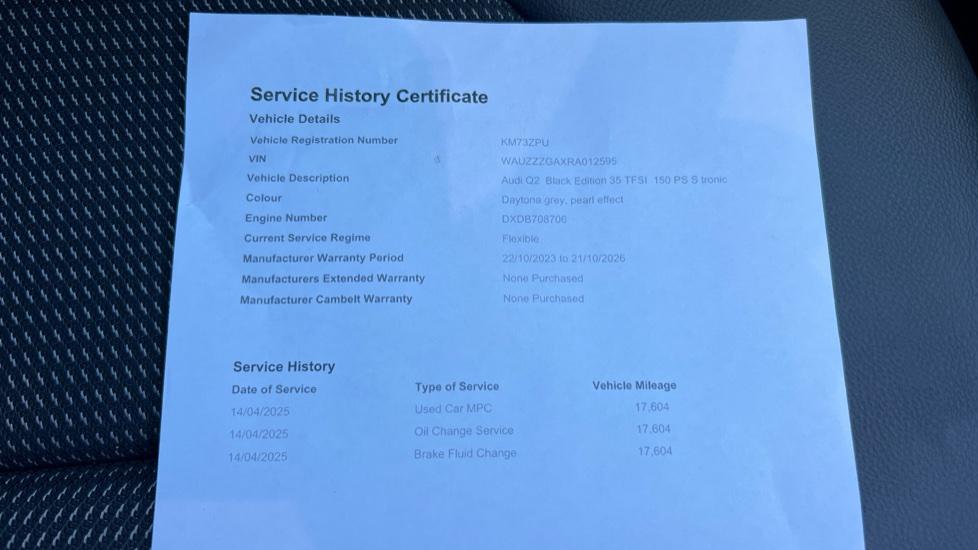 Service History Certificate
Vehicle Details
Vehicle Registration Number KM73ZPU
VIN WAUZZZGAXRA012595
Vehicle Description Audi Q2 Black Edition 35 TFSI 150 PS S tronic
Colour Daytona grey, pearl effect
Engine Number DXDB708706
Current Service Regime Flexible
Manufacturer Warranty Period 22/10/2023 to 21/10/2026
Manufacturers Extended Warranty None Purchased
Manufacturer Cambelt Warranty None Purchased
Service History
Date of Service Type of Service Vehicle Mileage
14/04/2025 Used Car MPC 17,604
14/04/2025 Oil Change Service 17,604
14/04/2025 Brake Fluid Change 17,604